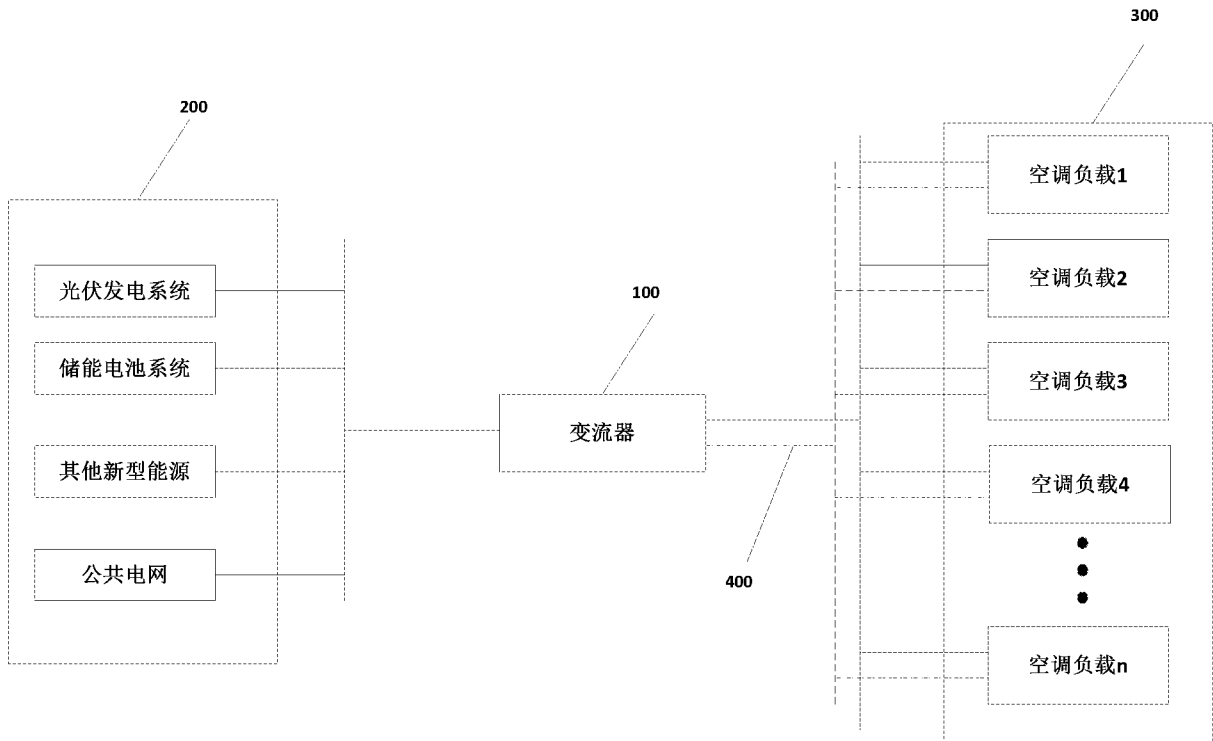 200
光伏发电系统
储能电池系统
其他新型能源
公共电网
100
变流器
400
300
空调负载1
空调负载2
空调负载3
空调负载4
空调负载n